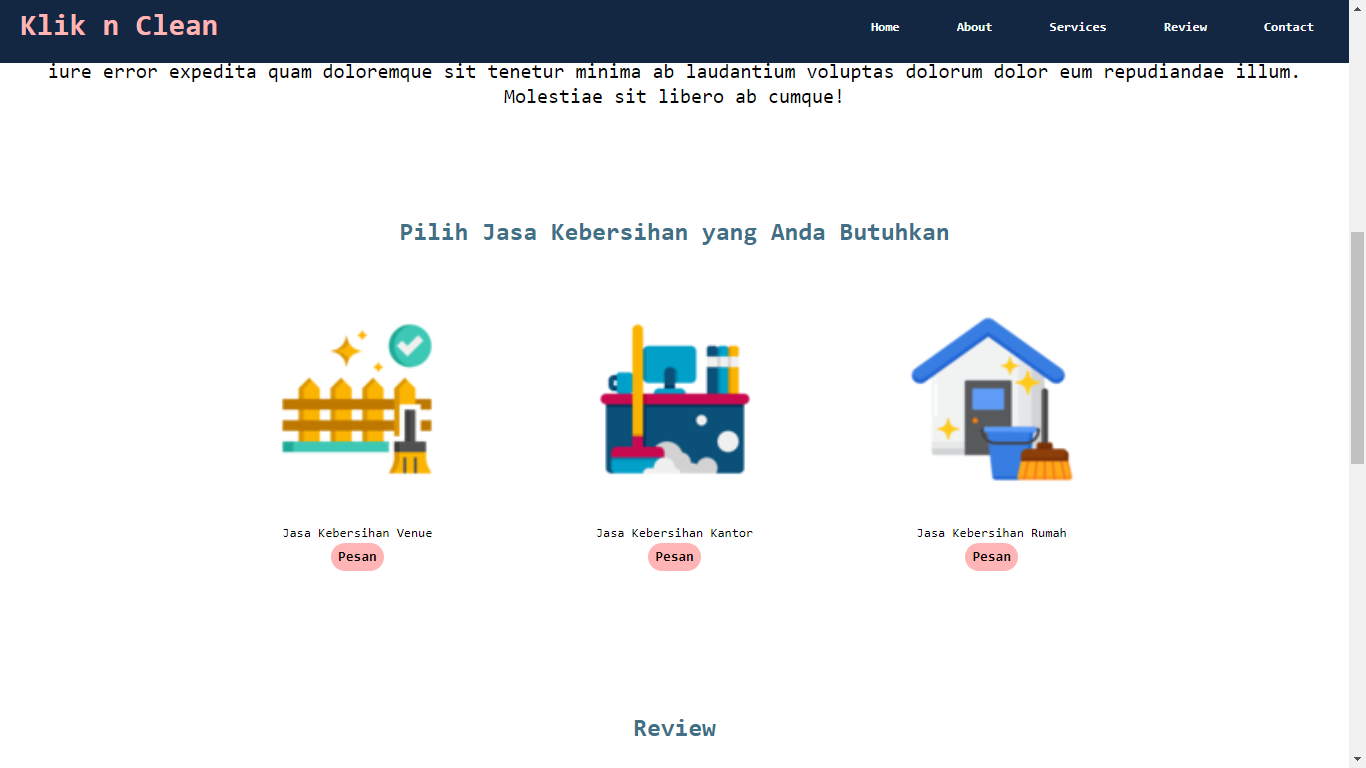 Klik n Clean
Home About Services Review Contact
iure error expedita quam doloremque sit tenetur minima ab laudantium voluptas dolorum dolor eum repudiandae illum.
Molestiae sit libero ab cumque!
Pilih Jasa Kebersihan yang Anda Butuhkan
Jasa Kebersihan Venue
Pesan
Jasa Kebersihan Kantor
Pesan
Jasa Kebersihan Rumah
Pesan
Review